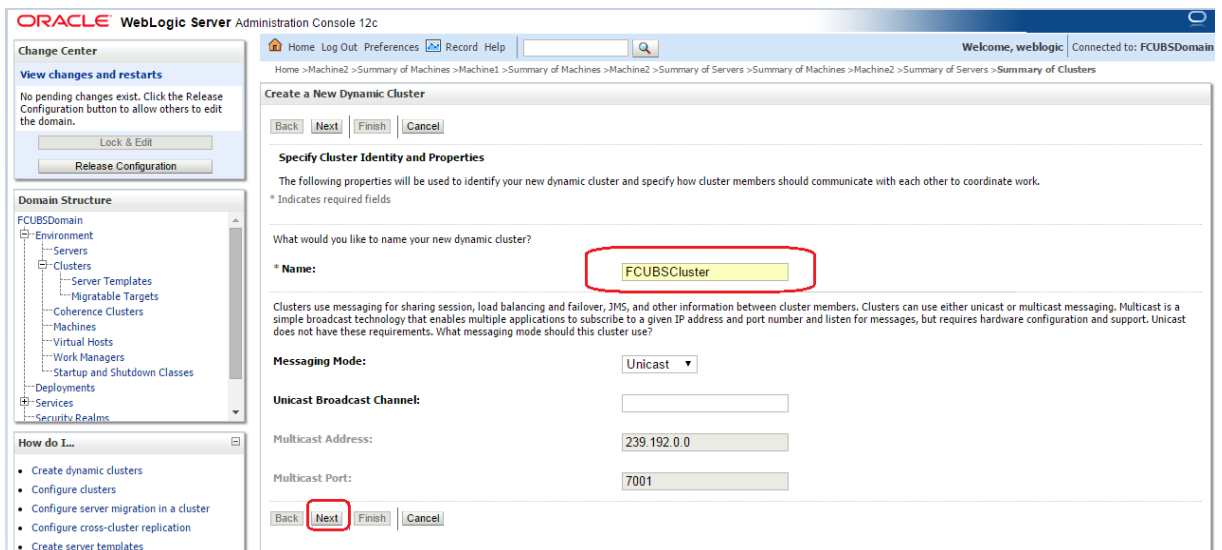 ORACLE WebLogic Server Administration Console 12c
Change Center
View changes and restarts
No pending changes exist. Click the Release
Configuration button to allow others to edit
the domain.
Lock & Edit
Release Configuration
Domain Structure
FCUBSDomain
Environment
Servers
Clusters
Server Templates
Migratable Targets
Coherence Clusters
Machines
Virtual Hosts
Work Managers
Startup and Shutdown Classes
Deployments
Services
Security Realms
How do I...
Create dynamic clusters
Configure clusters
Configure server migration in a cluster
Configure cross-cluster replication
Create server templates
Home Log Out Preferences Record Help
Welcome, weblogic Connected to: FCUBSDomain
Home >Machine2 >Summary of Machines >Machine1 >Summary of Machines >Machine2 >Summary of Servers >Summary of Machines >Machine2 >Summary of Servers >Summary of Clusters
Create a New Dynamic Cluster
Back Next Finish Cancel
Specify Cluster Identity and Properties
The following properties will be used to identify your new dynamic cluster and specify how cluster members should communicate with each other to coordinate work.
* Indicates required fields
What would you like to name your new dynamic cluster?
* Name: FCUBSCluster
Clusters use messaging for sharing session, load balancing and failover, JMS, and other information between cluster members. Clusters can use either unicast or multicast messaging. Multicast is a
simple broadcast technology that enables multiple applications to subscribe to a given IP address and port number and listen for messages, but requires hardware configuration and support. Unicast
does not have these requirements. What messaging mode should this cluster use?
Messaging Mode: Unicast
Unicast Broadcast Channel:
Multicast Address: 239.192.0.0
Multicast Port: 7001
Back Next Finish Cancel